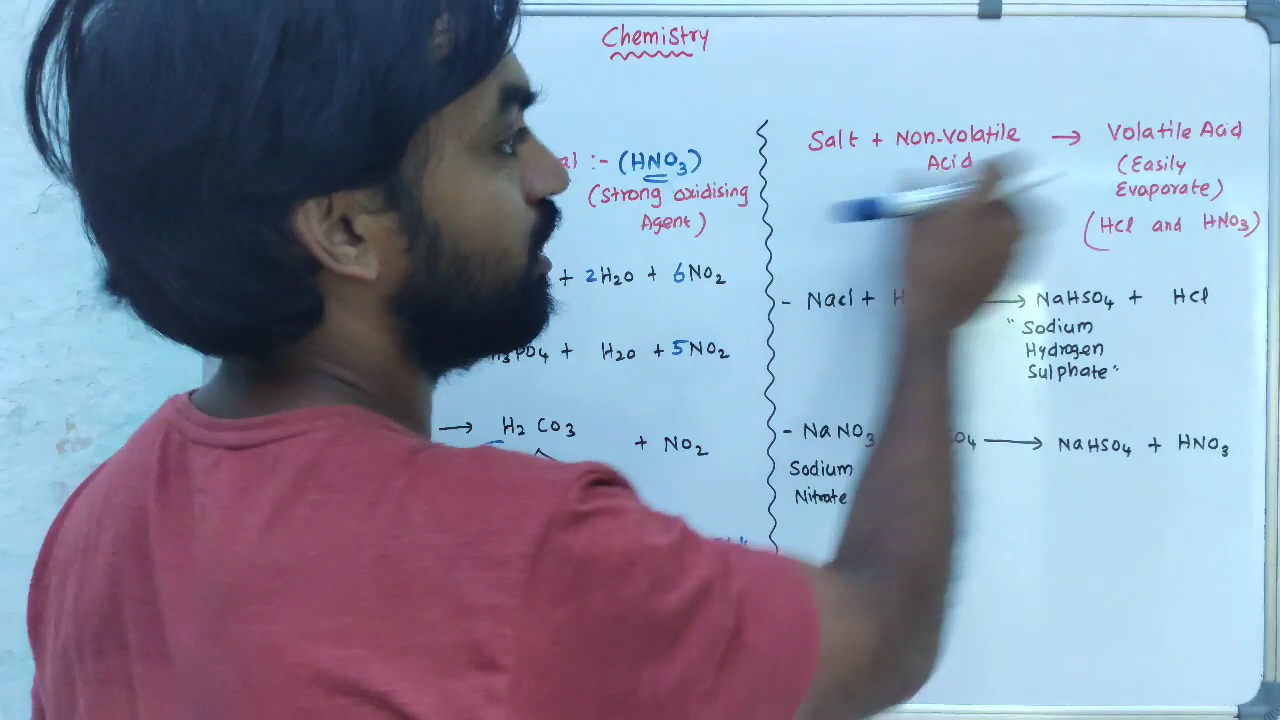 Chemistry
:- (HNO3)
(Strong oxidising
Agent)
+ 2H2O + 6NO2
H3PO4 + H2O + 5NO2
→ H2CO3 + NO2
Salt + Non-Volatile → Volatile Acid
Acid (Easily
Evaporate)
(Hcl and HNO3)
- Nacl + H → NaHSO4 + Hcl
"Sodium
Hydrogen
Sulphate"
- NaNO3 SO4 → NaHSO4 + HNO3
Sodium
Nitrate